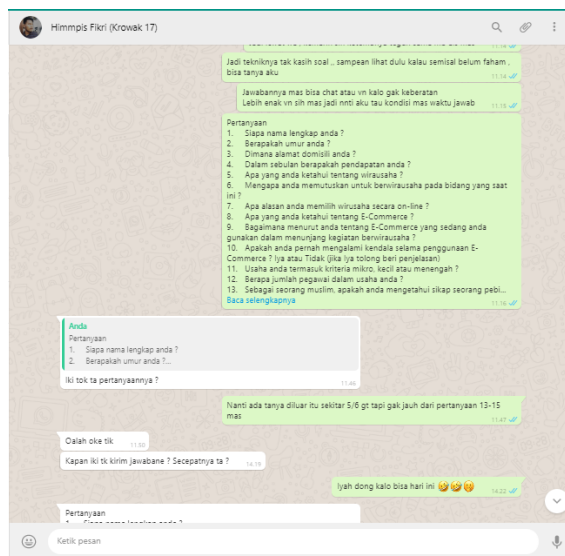 Himmpis Fikri (Krowak 17)
Jadi tekniknya tak kasih soal ,, sampean lihat dulu kalau semisal belum faham ,
bisa tanya aku
11.14
Jawabannya mas bisa chat atau vn kalo gak keberatan
Lebih enak vn sih mas jadi nnti aku tau kondisi mas waktu jawab
11.15
Pertanyaan
1. Siapa nama lengkap anda ?
2. Berapakah umur anda ?
3. Dimana alamat domisili anda ?
4. Dalam sebulan berapakah pendapatan anda ?
5. Apa yang anda ketahui tentang wirausaha ?
6. Mengapa anda memutuskan untuk berwirausaha pada bidang yang saat
ini ?
7. Apa alasan anda memilih wirusaha secara on-line ?
8. Apa yang anda ketahui tentang E-Commerce ?
9. Bagaimana menurut anda tentang E-Commerce yang sedang anda
gunakan dalam menunjang kegiatan berwirausaha ?
10. Apakah anda pernah mengalami kendala selama penggunaan E-
Commerce ? Iya atau Tidak (jika Iya tolong beri penjelasan)
11. Usaha anda termasuk kriteria mikro, kecil atau menengah ?
12. Berapa jumlah pegawai dalam usaha anda ?
13. Sebagai seorang muslim, apakah anda mengetahui sikap seorang pebi...
Baca selengkapnya
11.16
Anda
Pertanyaan
1. Siapa nama lengkap anda ?
2. Berapakah umur anda ?...
Iki tok ta pertanyaannya ?
11.46
Nanti ada tanya diluar itu sekitar 5/6 gt tapi gak jauh dari pertanyaan 13-15
mas
11.47
Oalah oke tik
11.50
Kapan iki tk kirim jawabane ? Secepatnya ta ?
14.19
Iyah dong kalo bisa hari ini 🤣🤣🤭
14.22
Pertanyaan
Ketik pesan